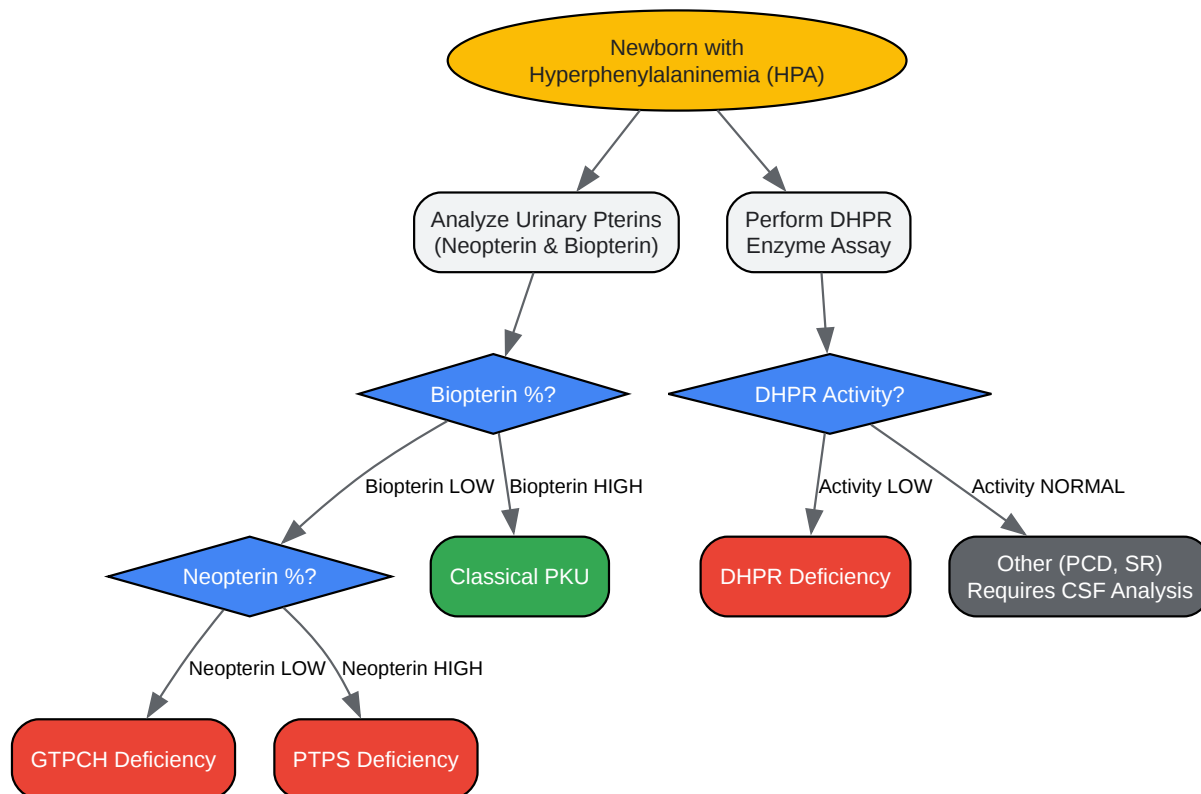 Newborn with
Hyperphenylalaninemia (HPA)
Analyze Urinary Pterins
(Neopterin & Biopterin)
Perform DHPR
Enzyme Assay
Biopterin %?
DHPR Activity?
Biopterin LOW
Biopterin HIGH
Activity LOW
Activity NORMAL
Neopterin %?
Classical PKU
DHPR Deficiency
Other (PCD, SR)
Requires CSF Analysis
Neopterin LOW
Neopterin HIGH
GTPCH Deficiency
PTPS Deficiency